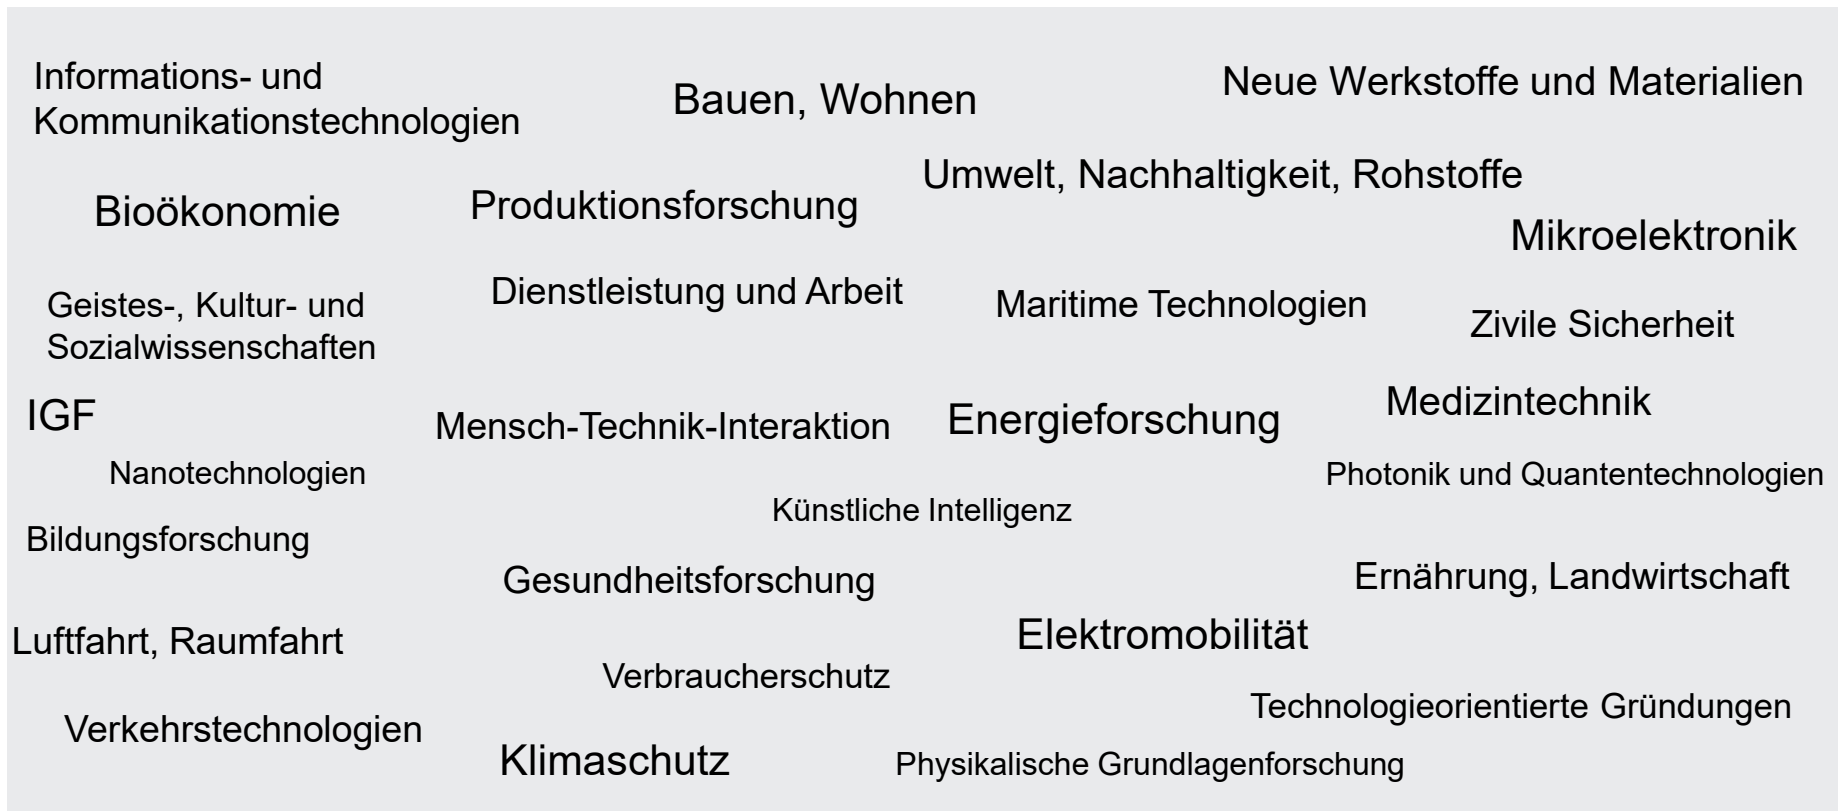 Informations- und
Kommunikationstechnologien
Bauen, Wohnen
Neue Werkstoffe und Materialien
Umwelt, Nachhaltigkeit, Rohstoffe
Bioökonomie
Produktionsforschung
Mikroelektronik
Geistes-, Kultur- und
Sozialwissenschaften
Dienstleistung und Arbeit
Maritime Technologien
Zivile Sicherheit
IGF
Mensch-Technik-Interaktion
Energieforschung
Medizintechnik
Nanotechnologien
Photonik und Quantentechnologien
Künstliche Intelligenz
Bildungsforschung
Gesundheitsforschung
Ernährung, Landwirtschaft
Luftfahrt, Raumfahrt
Elektromobilität
Verbraucherschutz
Technologieorientierte Gründungen
Verkehrstechnologien
Klimaschutz
Physikalische Grundlagenforschung